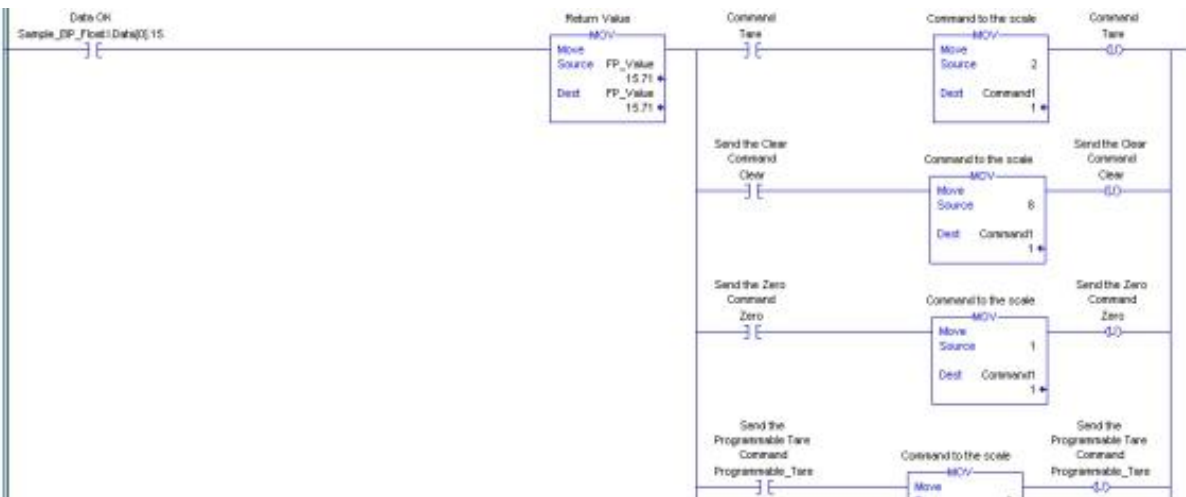 Data OK
Sample_DP_Float:I.Data[0].15
Return Value
MOV
Move
Source FP_Value
15.71
Dest FP_Value
15.71
Command
Tare
Command to the scale
MOV
Move
Source 2
Dest Command1
1
Command
Tare
Send the Clear
Command
Clear
Command to the scale
MOV
Move
Source 8
Dest Command1
1
Send the Clear
Command
Clear
Send the Zero
Command
Zero
Command to the scale
MOV
Move
Source 1
Dest Command1
1
Send the Zero
Command
Zero
Send the
Programmable Tare
Command
Programmable_Tare
Command to the scale
MOV
Move
Send the
Programmable Tare
Command
Programmable_Tare